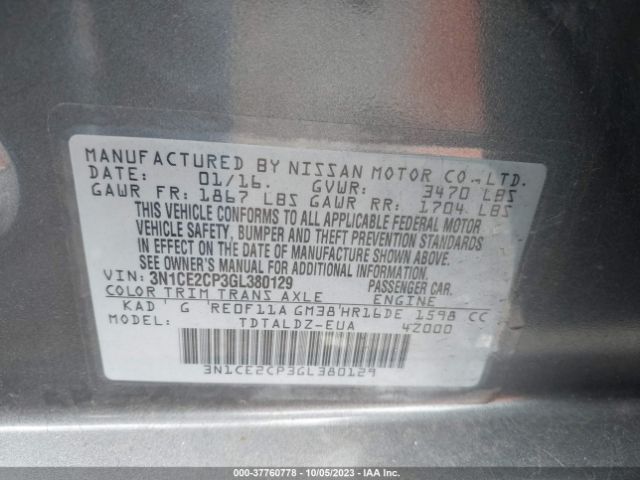 MANUFACTURED BY NISSAN MOTOR CO.,LTD.
DATE: 01/16. GVWR: 3470 LBS
GAWR FR: 1867 LBS GAWR RR: 1704 LBS
THIS VEHICLE CONFORMS TO ALL APPLICABLE FEDERAL MOTOR
VEHICLE SAFETY, BUMPER AND THEFT PREVENTION STANDARDS
IN EFFECT ON THE DATE OF MANUFACTURE SHOWN ABOVE.
SEE OWNER'S MANUAL FOR ADDITIONAL INFORMATION.
VIN: 3N1CE2CP3GL380129 PASSENGER CAR.
COLOR TRIM TRANS AXLE ENGINE
KAD' G 'RE0F11A GM38'HR16DE 1598 CC
MODEL: TDTALDZ-EUA 4Z000
3N1CE2CP3GL380129
000-37760778 | 10/05/2023 | IAA Inc.